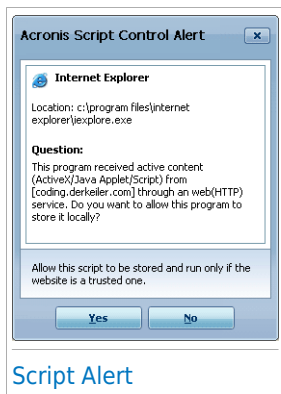 Acronis Script Control Alert
Internet Explorer
Location: c:\program files\internet
explorer\iexplore.exe
Question:
This program received active content
(ActiveX/Java Applet/Script) from
[coding.derkeiler.com] through an web(HTTP)
service. Do you want to allow this program to
store it locally?
Allow this script to be stored and run only if the
website is a trusted one.
Yes
No
Script Alert